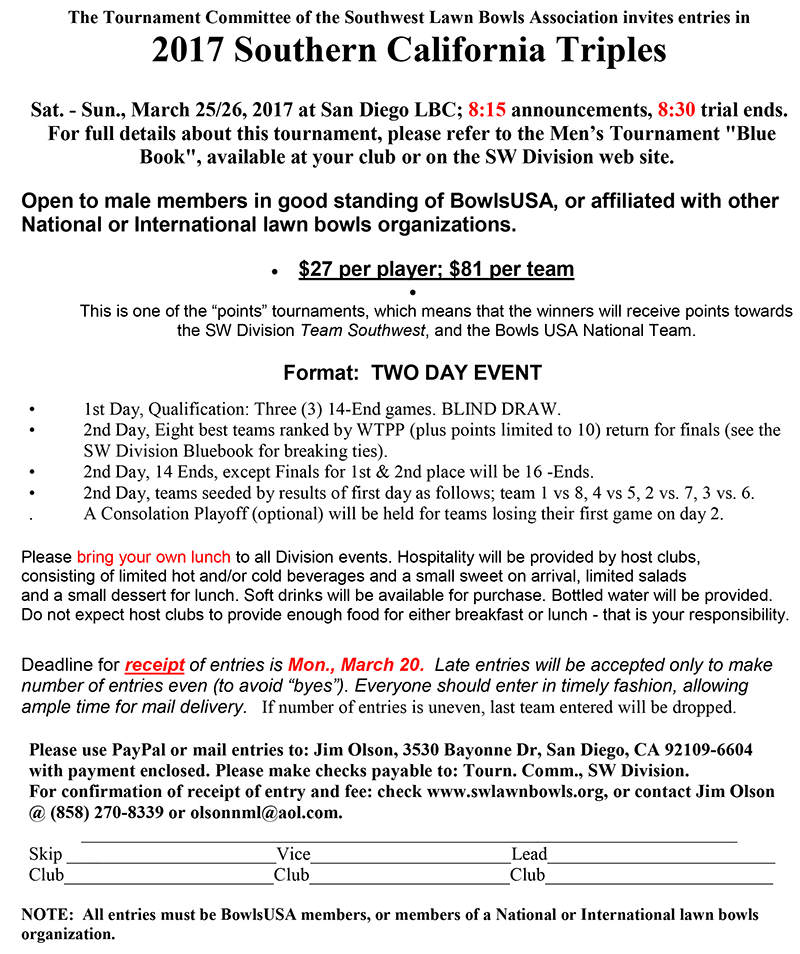 The Tournament Committee of the Southwest Lawn Bowls Association invites entries in
2017 Southern California Triples
Sat. - Sun., March 25/26, 2017 at San Diego LBC; 8:15 announcements, 8:30 trial ends.
For full details about this tournament, please refer to the Men’s Tournament "Blue
Book", available at your club or on the SW Division web site.
Open to male members in good standing of BowlsUSA, or affiliated with other
National or International lawn bowls organizations.
• $27 per player; $81 per team
•
This is one of the “points” tournaments, which means that the winners will receive points towards
the SW Division Team Southwest, and the Bowls USA National Team.
Format:  TWO DAY EVENT
• 1st Day, Qualification: Three (3) 14-End games. BLIND DRAW.
• 2nd Day, Eight best teams ranked by WTPP (plus points limited to 10) return for finals (see the
SW Division Bluebook for breaking ties).
• 2nd Day, 14 Ends, except Finals for 1st & 2nd place will be 16 -Ends.
• 2nd Day, teams seeded by results of first day as follows; team 1 vs 8, 4 vs 5, 2 vs. 7, 3 vs. 6.
. A Consolation Playoff (optional) will be held for teams losing their first game on day 2.
Please bring your own lunch to all Division events. Hospitality will be provided by host clubs,
consisting of limited hot and/or cold beverages and a small sweet on arrival, limited salads
and a small dessert for lunch. Soft drinks will be available for purchase. Bottled water will be provided.
Do not expect host clubs to provide enough food for either breakfast or lunch - that is your responsibility.
Deadline for receipt of entries is Mon., March 20.  Late entries will be accepted only to make
number of entries even (to avoid “byes”). Everyone should enter in timely fashion, allowing
ample time for mail delivery.   If number of entries is uneven, last team entered will be dropped.
Please use PayPal or mail entries to: Jim Olson, 3530 Bayonne Dr, San Diego, CA 92109-6604
with payment enclosed. Please make checks payable to: Tourn. Comm., SW Division.
For confirmation of receipt of entry and fee: check www.swlawnbowls.org, or contact Jim Olson
@ (858) 270-8339 or olsonnml@aol.com.
Skip ______________________Vice_____________________Lead________________________
Club______________________Club_____________________Club________________________
NOTE:  All entries must be BowlsUSA members, or members of a National or International lawn bowls
organization.